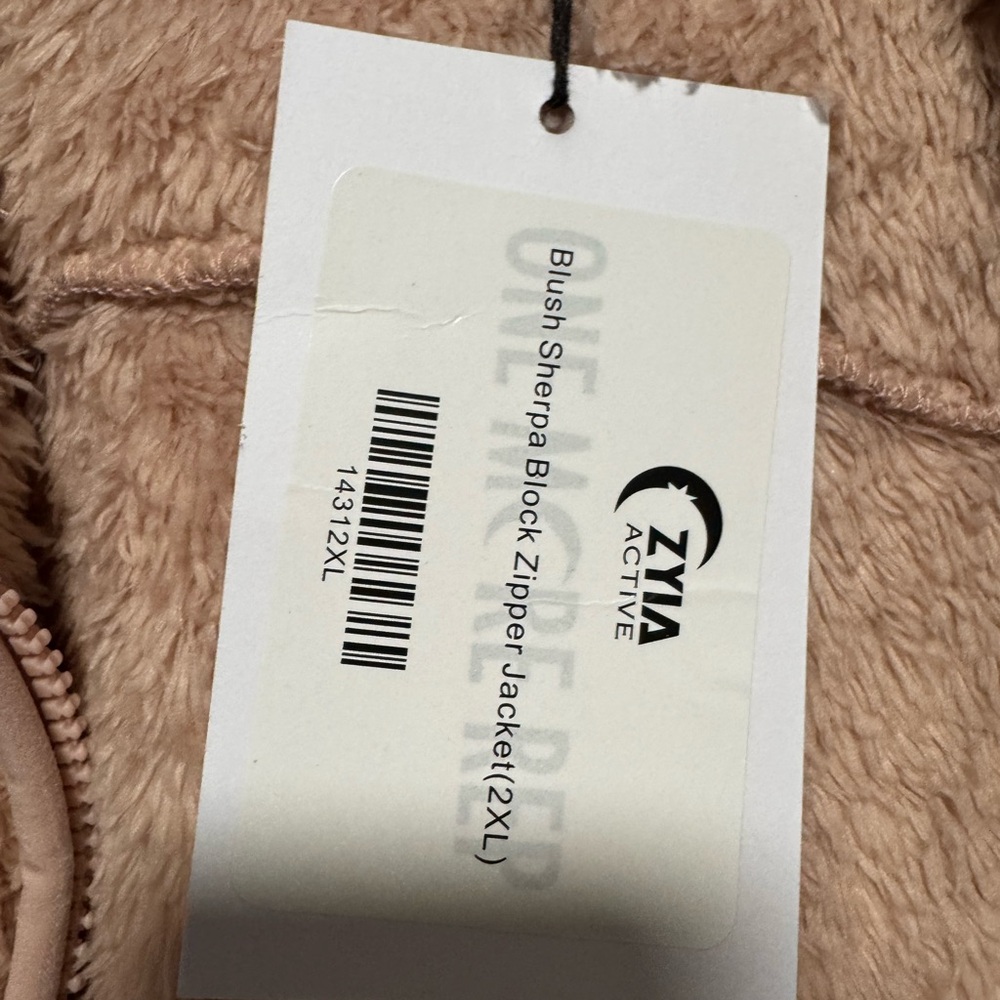 ZYIA
ACTIVE
ONE MORE REP
Blush Sherpa Block Zipper Jacket(2XL)
14312XL